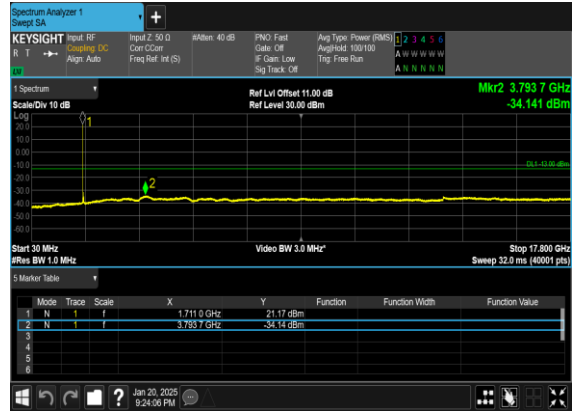 Spectrum Analyzer 1
Swept SA
+
KEYSIGHT Input: RF Input Z: 50 Ω #Atten: 40 dB PNO: Fast Avg Type: Power (RMS) 1 2 3 4 5 6
R T Coupling: DC Corr CCorr Gate: Off Avg|Hold: 100/100 A W W W W W
Align: Auto Freq Ref: Int (S) IF Gain: Low Trig: Free Run
Sig Track: Off A N N N N N
1 Spectrum
Ref Lvl Offset 11.00 dB Mkr2 3.793 7 GHz
Scale/Div 10 dB Ref Level 30.00 dBm -34.141 dBm
Log
1
20.0
10.0
0.00
-10.0
DL1 -13.00 dBm
-20.0
2
-30.0
-40.0
-50.0
-60.0
Start 30 MHz Video BW 3.0 MHz* Stop 17.800 GHz
#Res BW 1.0 MHz Sweep 32.0 ms (40001 pts)
5 Marker Table
Mode Trace Scale X Y Function Function Width Function Value
1 N 1 f 1.711 0 GHz 21.17 dBm
2 N 1 f 3.793 7 GHz -34.14 dBm
3
4
5
6
? Jan 20, 2025
9:24:06 PM